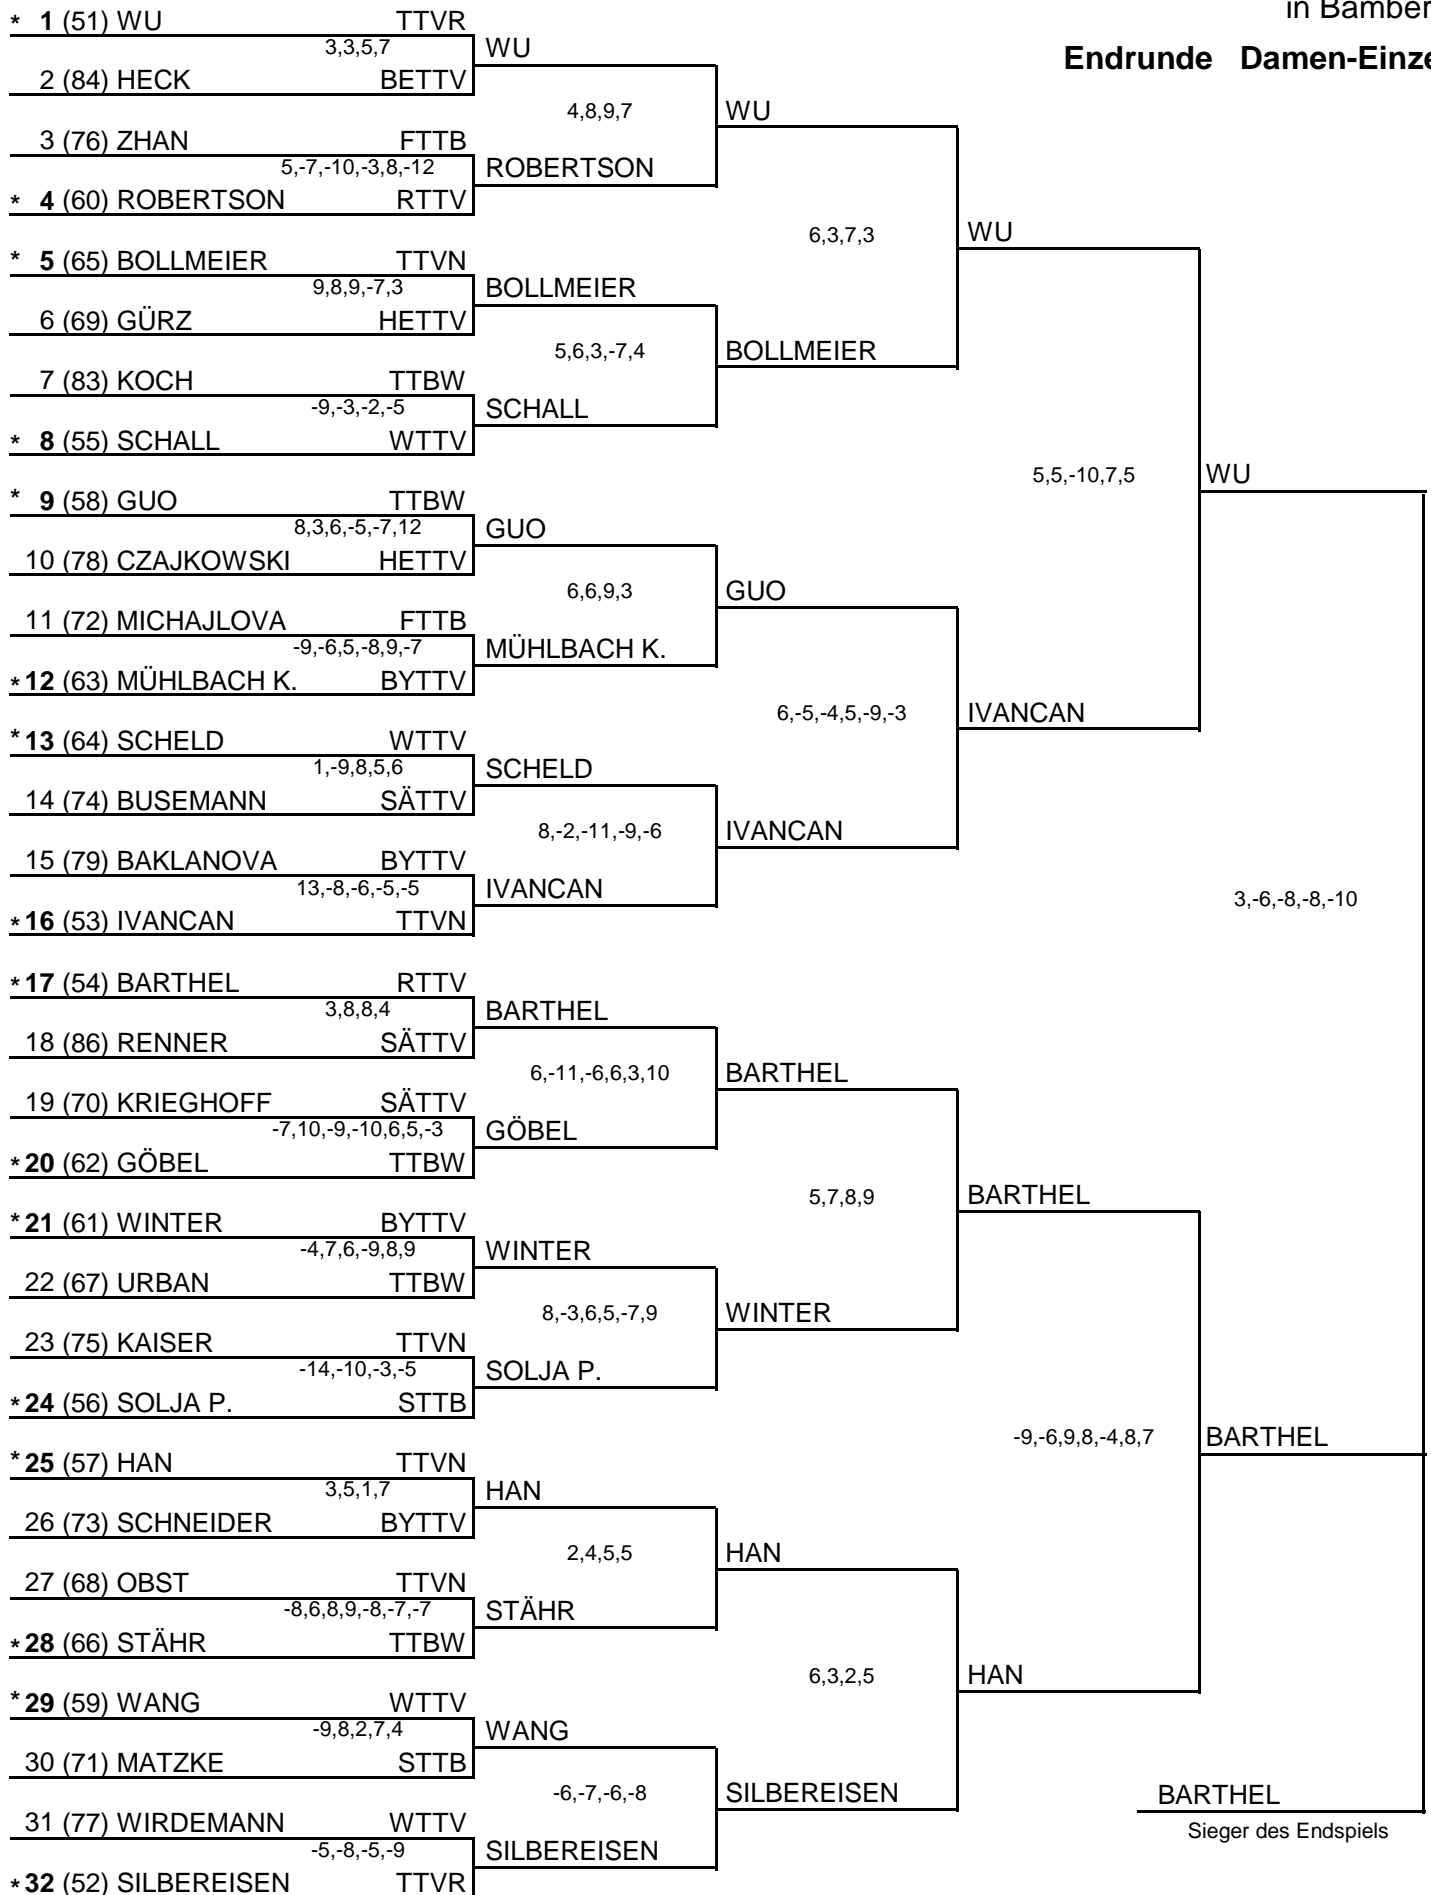 in Bamber
Endrunde Damen-Einze
* 1 (51) WU TTVR
3,3,5,7
WU
2 (84) HECK BETTV
4,8,9,7
WU
3 (76) ZHAN FTTB
5,-7,-10,-3,8,-12
ROBERTSON
* 4 (60) ROBERTSON RTTV
6,3,7,3
WU
* 5 (65) BOLLMEIER TTVN
9,8,9,-7,3
BOLLMEIER
6 (69) GÜRZ HETTV
5,6,3,-7,4
BOLLMEIER
7 (83) KOCH TTBW
-9,-3,-2,-5
SCHALL
* 8 (55) SCHALL WTTV
5,5,-10,7,5
WU
* 9 (58) GUO TTBW
8,3,6,-5,-7,12
GUO
10 (78) CZAJKOWSKI HETTV
6,6,9,3
GUO
11 (72) MICHAJLOVA FTTB
-9,-6,5,-8,9,-7
MÜHLBACH K.
* 12 (63) MÜHLBACH K. BYTTV
6,-5,-4,5,-9,-3
IVANCAN
* 13 (64) SCHELD WTTV
1,-9,8,5,6
SCHELD
14 (74) BUSEMANN SÄTTV
8,-2,-11,-9,-6
IVANCAN
15 (79) BAKLANOVA BYTTV
13,-8,-6,-5,-5
IVANCAN
* 16 (53) IVANCAN TTVN
3,-6,-8,-8,-10
* 17 (54) BARTHEL RTTV
3,8,8,4
BARTHEL
18 (86) RENNER SÄTTV
6,-11,-6,6,3,10
BARTHEL
19 (70) KRIEGHOFF SÄTTV
-7,10,-9,-10,6,5,-3
GÖBEL
* 20 (62) GÖBEL TTBW
5,7,8,9
BARTHEL
* 21 (61) WINTER BYTTV
-4,7,6,-9,8,9
WINTER
22 (67) URBAN TTBW
8,-3,6,5,-7,9
WINTER
23 (75) KAISER TTVN
-14,-10,-3,-5
SOLJA P.
* 24 (56) SOLJA P. STTB
-9,-6,9,8,-4,8,7
BARTHEL
* 25 (57) HAN TTVN
3,5,1,7
HAN
26 (73) SCHNEIDER BYTTV
2,4,5,5
HAN
27 (68) OBST TTVN
-8,6,8,9,-8,-7,-7
STÄHR
* 28 (66) STÄHR TTBW
6,3,2,5
HAN
* 29 (59) WANG WTTV
-9,8,2,7,4
WANG
30 (71) MATZKE STTB
-6,-7,-6,-8
SILBEREISEN
BARTHEL
31 (77) WIRDEMANN WTTV
Sieger des Endspiels
-5,-8,-5,-9
SILBEREISEN
* 32 (52) SILBEREISEN TTVR